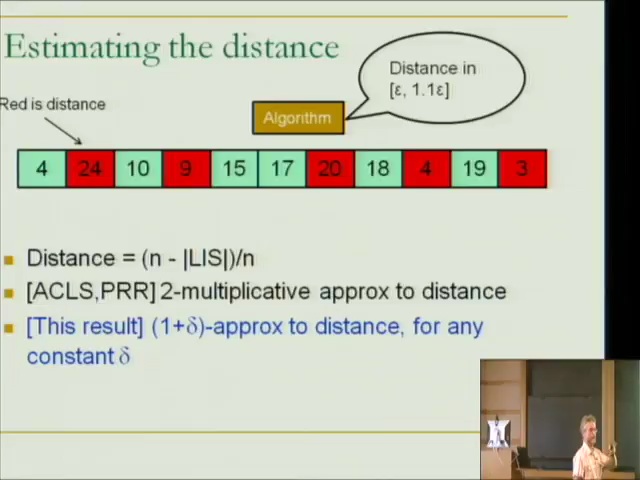 Estimating the distance
Distance in
[ε, 1.1ε]
Red is distance
Algorithm
4 24 10 9 15 17 20 18 4 19 3
Distance = (n - |LIS|)/n
[ACLS,PRR] 2-multiplicative approx to distance
[This result] (1+δ)-approx to distance, for any
constant δ